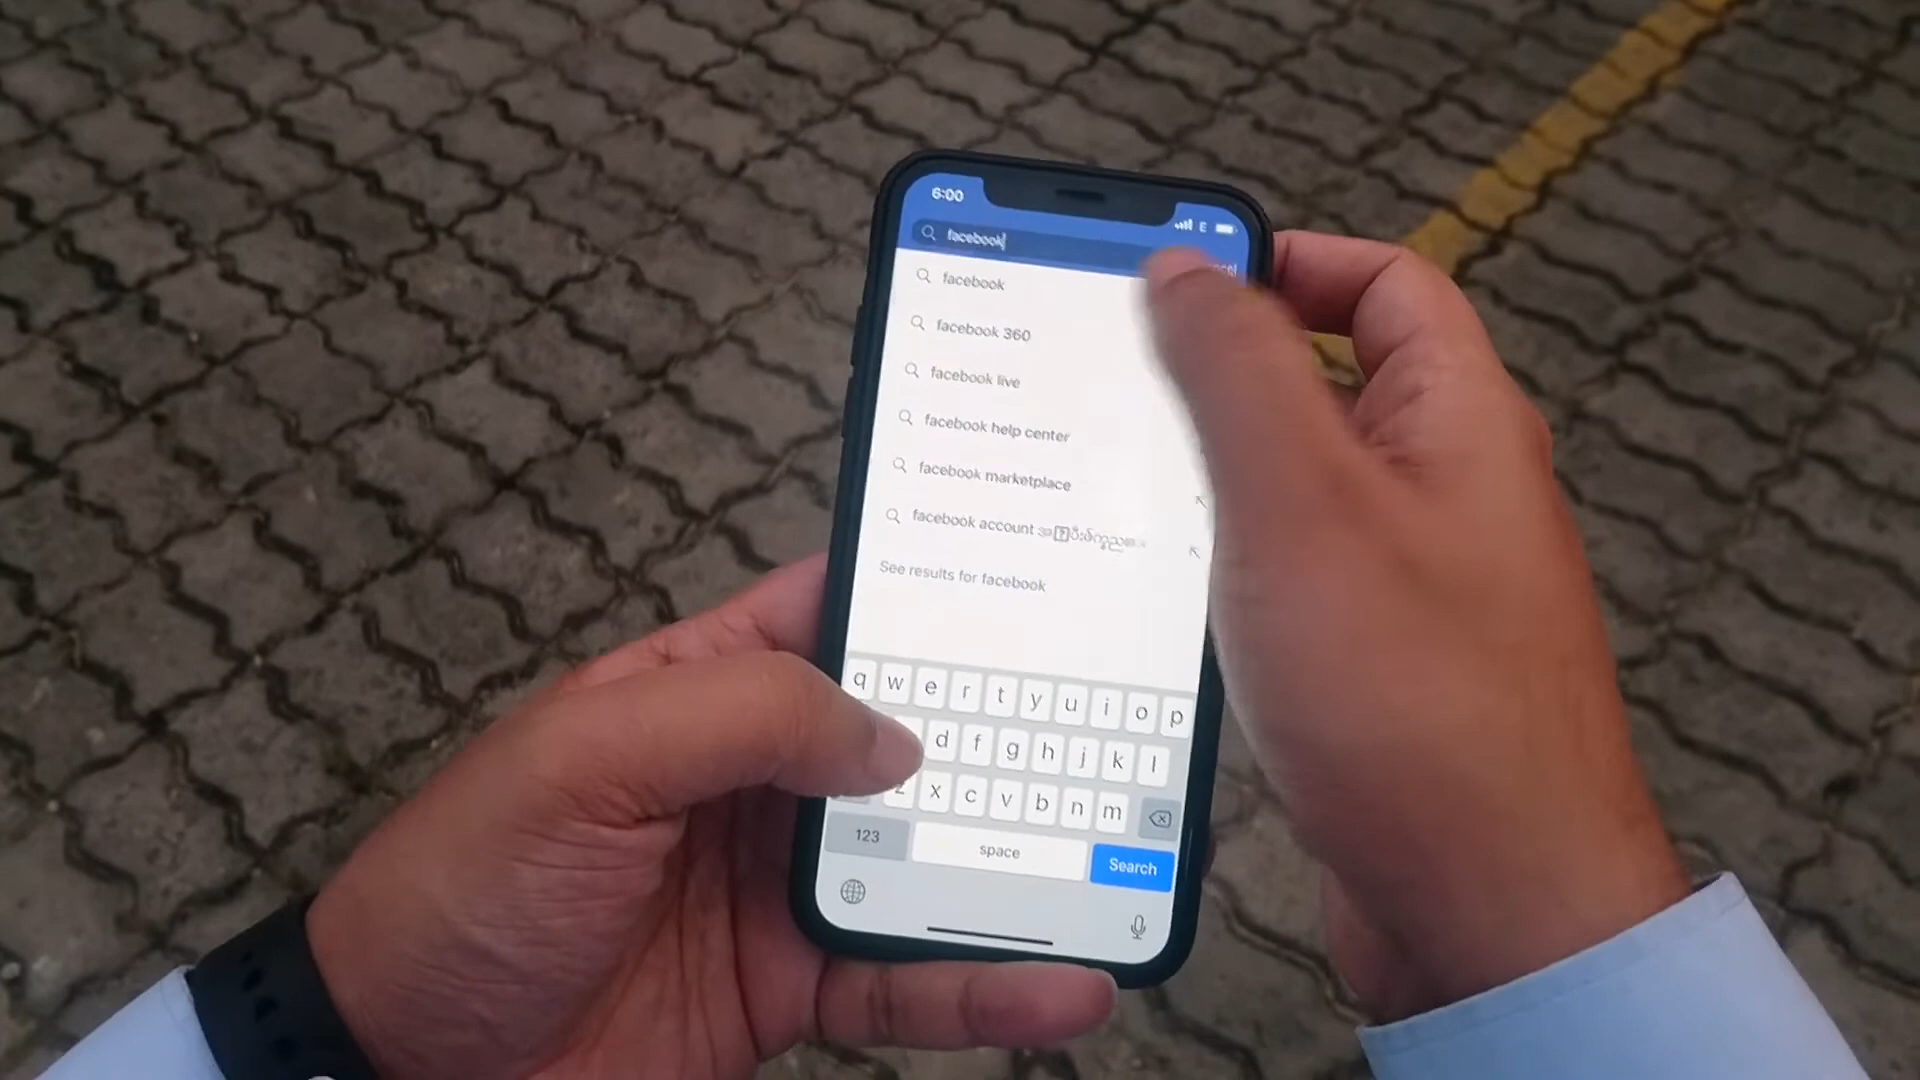 6:00
E
facebook
facebook
facebook 360
facebook live
facebook help center
facebook marketplace
facebook account
See results for facebook
q w e r t y u i o p
d f g h j k l
z x c v b n m
123 space Search